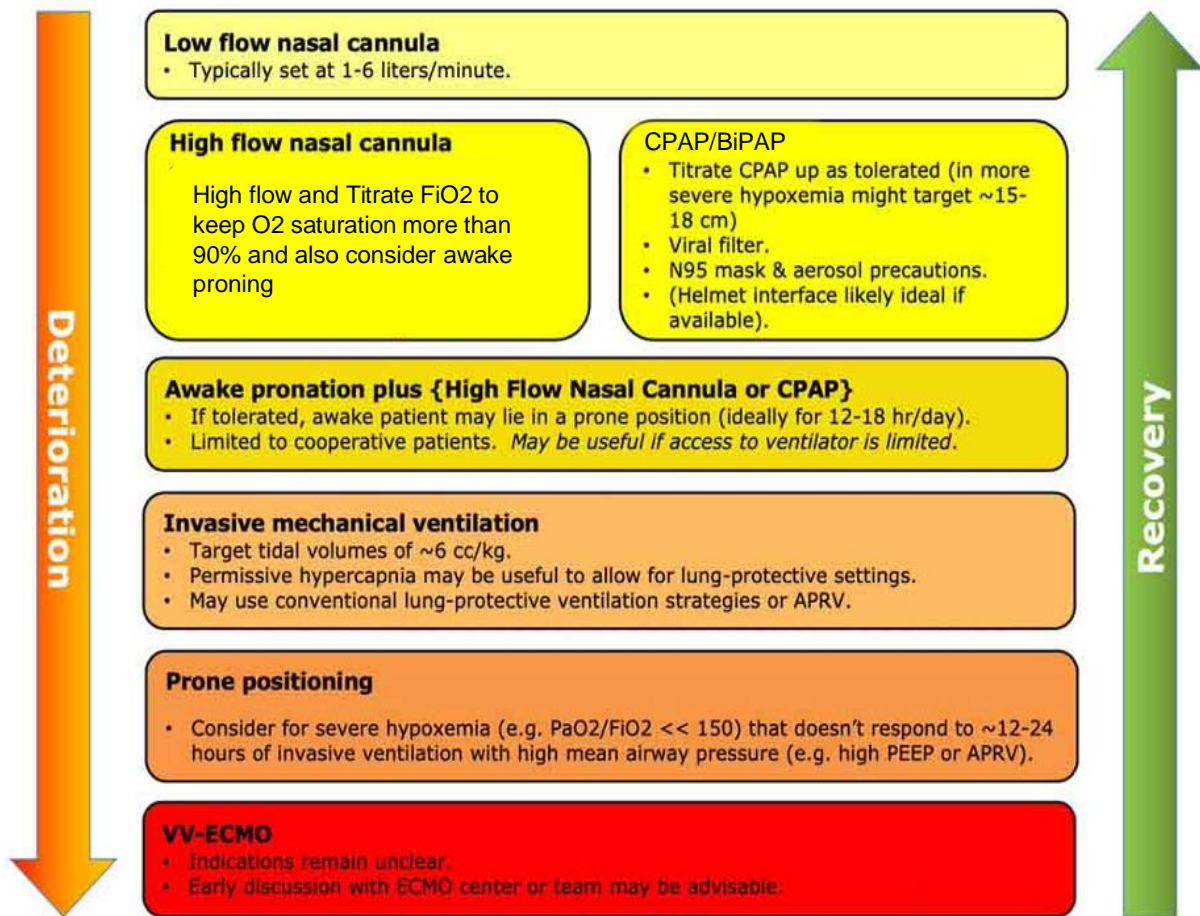 Low flow nasal cannula
• Typically set at 1-6 liters/minute.
High flow nasal cannula
High flow and Titrate FiO2 to
keep O2 saturation more than
90% and also consider awake
proning
CPAP/BiPAP
• Titrate CPAP up as tolerated (in more
severe hypoxemia might target ~15-
18 cm)
• Viral filter.
• N95 mask & aerosol precautions.
• (Helmet interface likely ideal if
available).
Awake pronation plus {High Flow Nasal Cannula or CPAP}
• If tolerated, awake patient may lie in a prone position (ideally for 12-18 hr/day).
• Limited to cooperative patients. May be useful if access to ventilator is limited.
Invasive mechanical ventilation
• Target tidal volumes of ~6 cc/kg.
• Permissive hypercapnia may be useful to allow for lung-protective settings.
• May use conventional lung-protective ventilation strategies or APRV.
Prone positioning
• Consider for severe hypoxemia (e.g. PaO2/FiO2 << 150) that doesn't respond to ~12-24
hours of invasive ventilation with high mean airway pressure (e.g. high PEEP or APRV).
VV-ECMO
• Indications remain unclear.
• Early discussion with ECMO center or team may be advisable.
Deterioration
Recovery